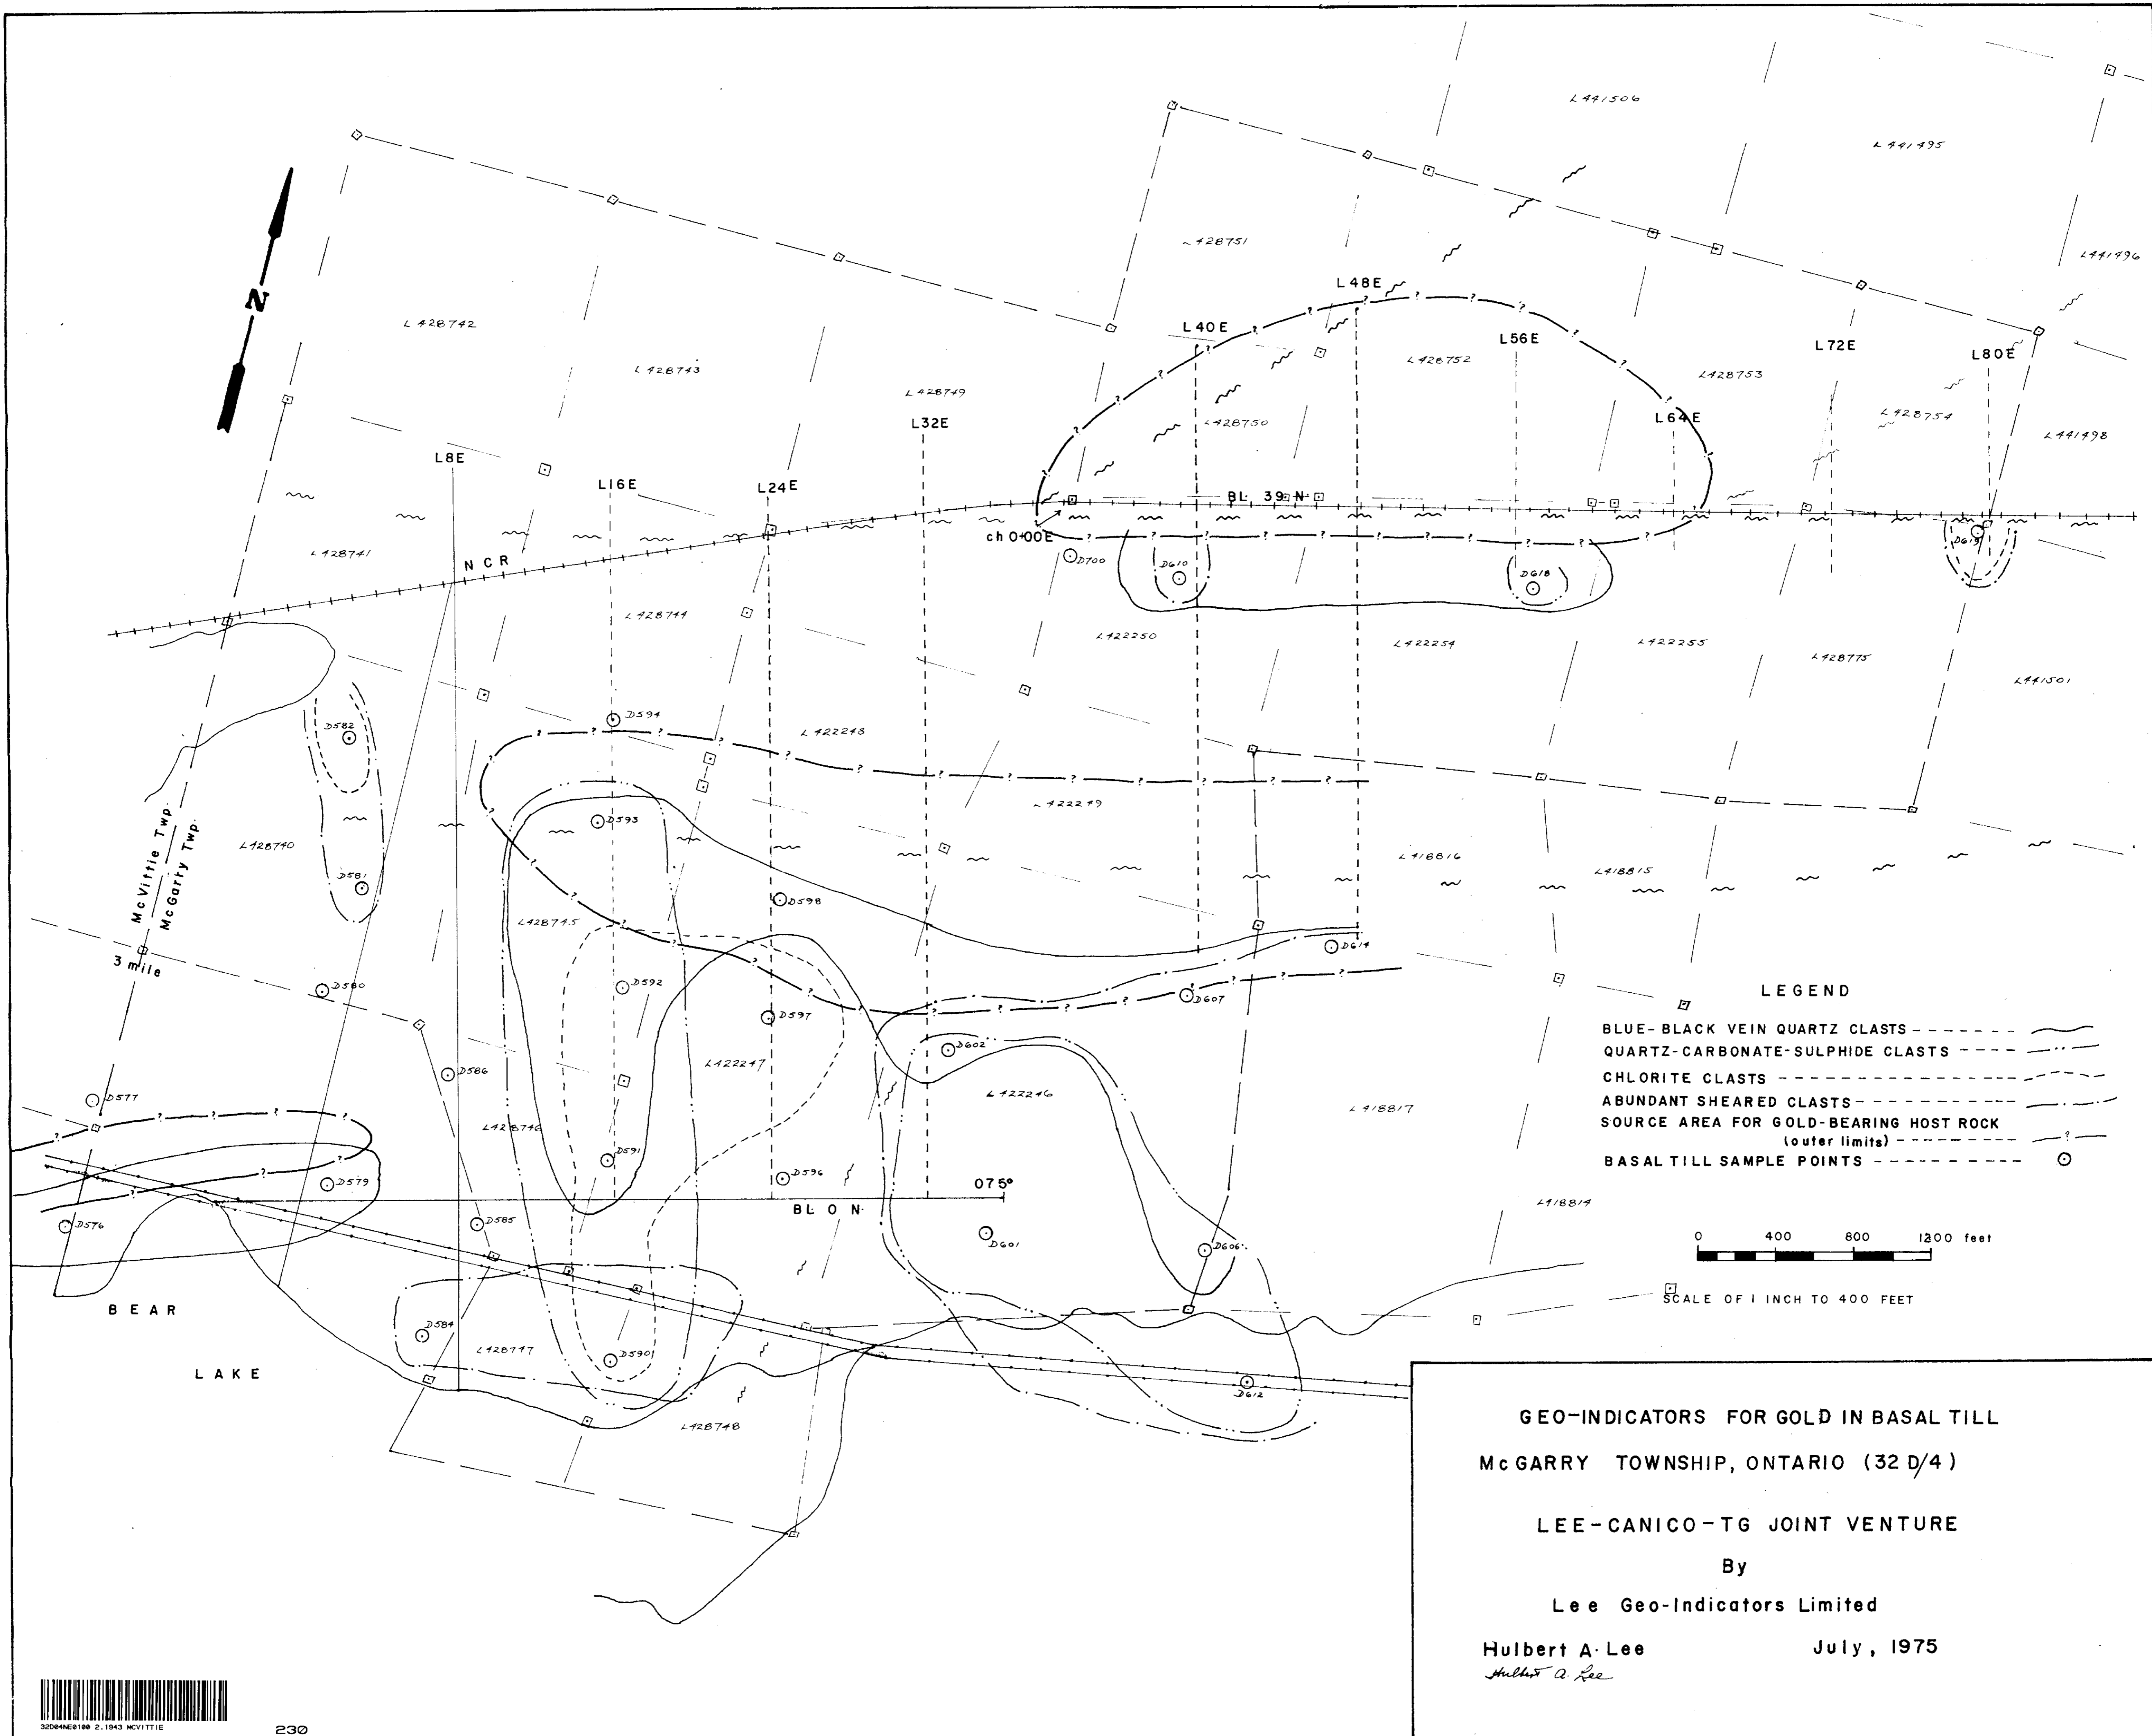 L441506
L441495
L428751
L441496
N
L48E
L428742
L40E
L56E
L72E
L80E
L428752
L428743
L428753
L428749
L428754
L32E
L428750
L64E
L441498
L8E
L16E
L24E
BL 39 N
ch 0+00E
L428741
NCR
D700
D610
D618
D619
L428744
L422250
L422254
L422255
L428775
L441501
D594
D582
L422248
L422249
D593
McVittie Twp.
McGarry Twp.
L428740
L418816
L418815
D581
D598
L428745
D614
3 mile
D580
D592
D607
D597
LEGEND
BLUE-BLACK VEIN QUARTZ CLASTS
QUARTZ-CARBONATE-SULPHIDE CLASTS
CHLORITE CLASTS
ABUNDANT SHEARED CLASTS
SOURCE AREA FOR GOLD-BEARING HOST ROCK
(outer limits)
BASAL TILL SAMPLE POINTS
D602
L422247
D586
L422246
D577
L418817
L428746
D591
D596
D579
075°
BL O N
L418814
D576
D585
D601
D606
0 400 800 1200 feet
SCALE OF 1 INCH TO 400 FEET
BEAR
LAKE
D584
L428747
D590
D612
L428748
GEO-INDICATORS FOR GOLD IN BASAL TILL
McGARRY TOWNSHIP, ONTARIO (32 D/4)
LEE-CANICO-TG JOINT VENTURE
By
Lee Geo-Indicators Limited
Hulbert A. Lee July, 1975
Hulbert A. Lee
32D04NE0100 2.1943 MCVITTIE
230